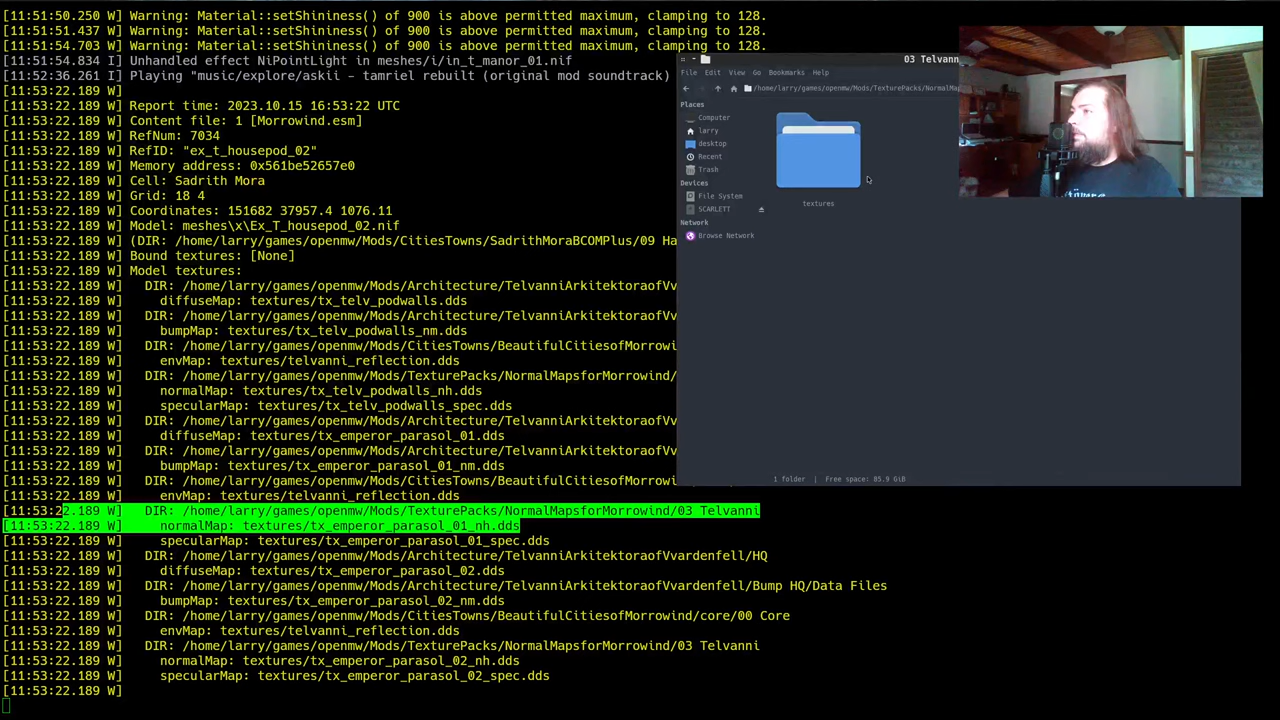 [11:51:50.250 W] Warning: Material::setShininess() of 900 is above permitted maximum, clamping to 128.
[11:51:51.437 W] Warning: Material::setShininess() of 900 is above permitted maximum, clamping to 128.
[11:51:54.703 W] Warning: Material::setShininess() of 900 is above permitted maximum, clamping to 128.
[11:51:54.834 I] Unhandled effect NiPointLight in meshes/i/in_t_manor_01.nif
[11:52:36.261 I] Playing "music/explore/askii - tamriel rebuilt (original mod soundtrack)
[11:53:22.189 W]
[11:53:22.189 W] Report time: 2023.10.15 16:53:22 UTC
[11:53:22.189 W] Content file: 1 [Morrowind.esm]
[11:53:22.189 W] RefNum: 7034
[11:53:22.189 W] RefID: "ex_t_housepod_02"
[11:53:22.189 W] Memory address: 0x561be52657e0
[11:53:22.189 W] Cell: Sadrith Mora
[11:53:22.189 W] Grid: 18 4
[11:53:22.189 W] Coordinates: 151682 37957.4 1076.11
[11:53:22.189 W] Model: meshes\x\Ex_T_housepod_02.nif
[11:53:22.189 W] (DIR: /home/larry/games/openmw/Mods/CitiesTowns/SadrithMoraBCOMPlus/09 Ha
[11:53:22.189 W] Bound textures: [None]
[11:53:22.189 W] Model textures:
[11:53:22.189 W] DIR: /home/larry/games/openmw/Mods/Architecture/TelvanniArkitektoraofVv
[11:53:22.189 W] diffuseMap: textures/tx_telv_podwalls.dds
[11:53:22.189 W] DIR: /home/larry/games/openmw/Mods/Architecture/TelvanniArkitektoraofVv
[11:53:22.189 W] bumpMap: textures/tx_telv_podwalls_nm.dds
[11:53:22.189 W] DIR: /home/larry/games/openmw/Mods/CitiesTowns/BeautifulCitiesofMorrowi
[11:53:22.189 W] envMap: textures/telvanni_reflection.dds
[11:53:22.189 W] DIR: /home/larry/games/openmw/Mods/TexturePacks/NormalMapsforMorrowind/
[11:53:22.189 W] normalMap: textures/tx_telv_podwalls_nh.dds
[11:53:22.189 W] specularMap: textures/tx_telv_podwalls_spec.dds
[11:53:22.189 W] DIR: /home/larry/games/openmw/Mods/Architecture/TelvanniArkitektoraofVv
[11:53:22.189 W] diffuseMap: textures/tx_emperor_parasol_01.dds
[11:53:22.189 W] DIR: /home/larry/games/openmw/Mods/Architecture/TelvanniArkitektoraofVv
[11:53:22.189 W] bumpMap: textures/tx_emperor_parasol_01_nm.dds
[11:53:22.189 W] DIR: /home/larry/games/openmw/Mods/CitiesTowns/BeautifulCitiesofMorrowi
[11:53:22.189 W] envMap: textures/telvanni_reflection.dds
[11:53:22.189 W] DIR: /home/larry/games/openmw/Mods/TexturePacks/NormalMapsforMorrowind/03 Telvanni
[11:53:22.189 W] normalMap: textures/tx_emperor_parasol_01_nh.dds
[11:53:22.189 W] specularMap: textures/tx_emperor_parasol_01_spec.dds
[11:53:22.189 W] DIR: /home/larry/games/openmw/Mods/Architecture/TelvanniArkitektoraofVvardenfell/HQ
[11:53:22.189 W] diffuseMap: textures/tx_emperor_parasol_02.dds
[11:53:22.189 W] DIR: /home/larry/games/openmw/Mods/Architecture/TelvanniArkitektoraofVvardenfell/Bump HQ/Data Files
[11:53:22.189 W] bumpMap: textures/tx_emperor_parasol_02_nm.dds
[11:53:22.189 W] DIR: /home/larry/games/openmw/Mods/CitiesTowns/BeautifulCitiesofMorrowind/core/00 Core
[11:53:22.189 W] envMap: textures/telvanni_reflection.dds
[11:53:22.189 W] DIR: /home/larry/games/openmw/Mods/TexturePacks/NormalMapsforMorrowind/03 Telvanni
[11:53:22.189 W] normalMap: textures/tx_emperor_parasol_02_nh.dds
[11:53:22.189 W] specularMap: textures/tx_emperor_parasol_02_spec.dds
[11:53:22.189 W]
03 Telvann
File Edit View Go Bookmarks Help
/home/larry/games/openmw/Mods/TexturePacks/NormalMa
Places
Computer
larry
desktop
Recent
Trash
Devices
File System
SCARLETT
Network
Browse Network
textures
1 folder | Free space: 85.9 GiB